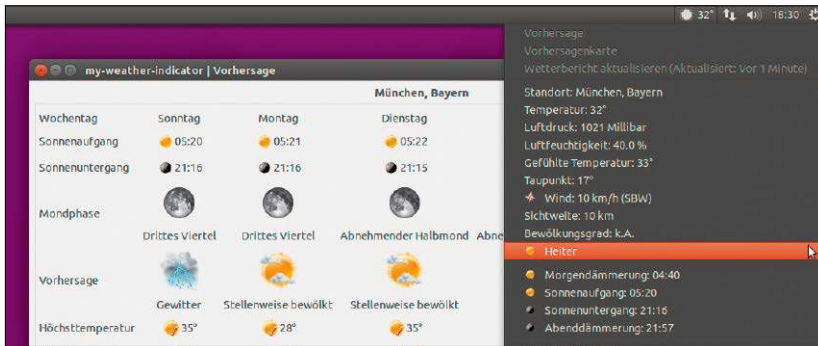 32° 18:30
my-weather-indicator | Vorhersage
München, Bayern
Wochentag Sonntag Montag Dienstag
Sonnenaufgang 05:20 05:21 05:22
Sonnenuntergang 21:16 21:16 21:15
Mondphase
Drittes Viertel Drittes Viertel Abnehmender Halbmond Abne
Vorhersage
Gewitter Stellenweise bewölkt Stellenweise bewölkt
Höchsttemperatur 35° 28° 35°
Vorhersage
Vorhersagenkarte
Wetterbericht aktualisieren (Aktualisiert: Vor 1 Minute)
Standort: München, Bayern
Temperatur: 32°
Luftdruck: 1021 Millibar
Luftfeuchtigkeit: 40.0 %
Gefühlte Temperatur: 33°
Taupunkt: 17°
Wind: 10 km/h (SBW)
Sichtweite: 10 km
Bewölkungsgrad: k.A.
Heiter
Morgendämmerung: 04:40
Sonnenaufgang: 05:20
Sonnenuntergang: 21:16
Abenddämmerung: 21:57